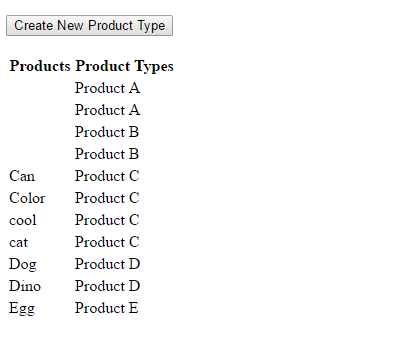 Create New Product Type
Products Product Types
Product A
Product A
Product B
Product B
Can Product C
Color Product C
cool Product C
cat Product C
Dog Product D
Dino Product D
Egg Product E